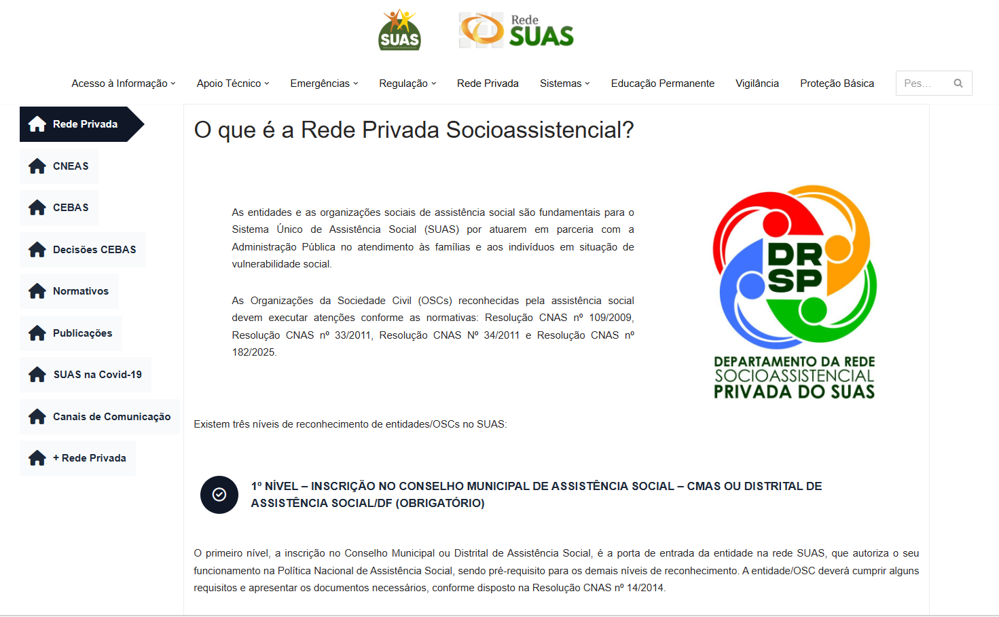 SUAS
Rede
SUAS
Acesso à Informação
Apoio Técnico
Emergências
Regulação
Rede Privada
Sistemas
Educação Permanente
Vigilância
Proteção Básica
Pes...
Rede Privada
CNEAS
CEBAS
Decisões CEBAS
Normativos
Publicações
SUAS na Covid-19
Canais de Comunicação
+ Rede Privada
O que é a Rede Privada Socioassistencial?
As entidades e as organizações sociais de assistência social são fundamentais para o
Sistema Único de Assistência Social (SUAS) por atuarem em parceria com a
Administração Pública no atendimento às famílias e aos indivíduos em situação de
vulnerabilidade social.
As Organizações da Sociedade Civil (OSCs) reconhecidas pela assistência social
devem executar atenções conforme as normativas: Resolução CNAS nº 109/2009,
Resolução CNAS nº 33/2011, Resolução CNAS Nº 34/2011 e Resolução CNAS nº
182/2025.
DR
SP
DEPARTAMENTO DA REDE
SOCIOASSISTENCIAL
PRIVADA DO SUAS
Existem três níveis de reconhecimento de entidades/OSCs no SUAS:
1º NÍVEL – INSCRIÇÃO NO CONSELHO MUNICIPAL DE ASSISTÊNCIA SOCIAL – CMAS OU DISTRITAL DE
ASSISTÊNCIA SOCIAL/DF (OBRIGATÓRIO)
O primeiro nível, a inscrição no Conselho Municipal ou Distrital de Assistência Social, é a porta de entrada da entidade na rede SUAS, que autoriza o seu
funcionamento na Política Nacional de Assistência Social, sendo pré-requisito para os demais níveis de reconhecimento. A entidade/OSC deverá cumprir alguns
requisitos e apresentar os documentos necessários, conforme disposto na Resolução CNAS nº 14/2014.